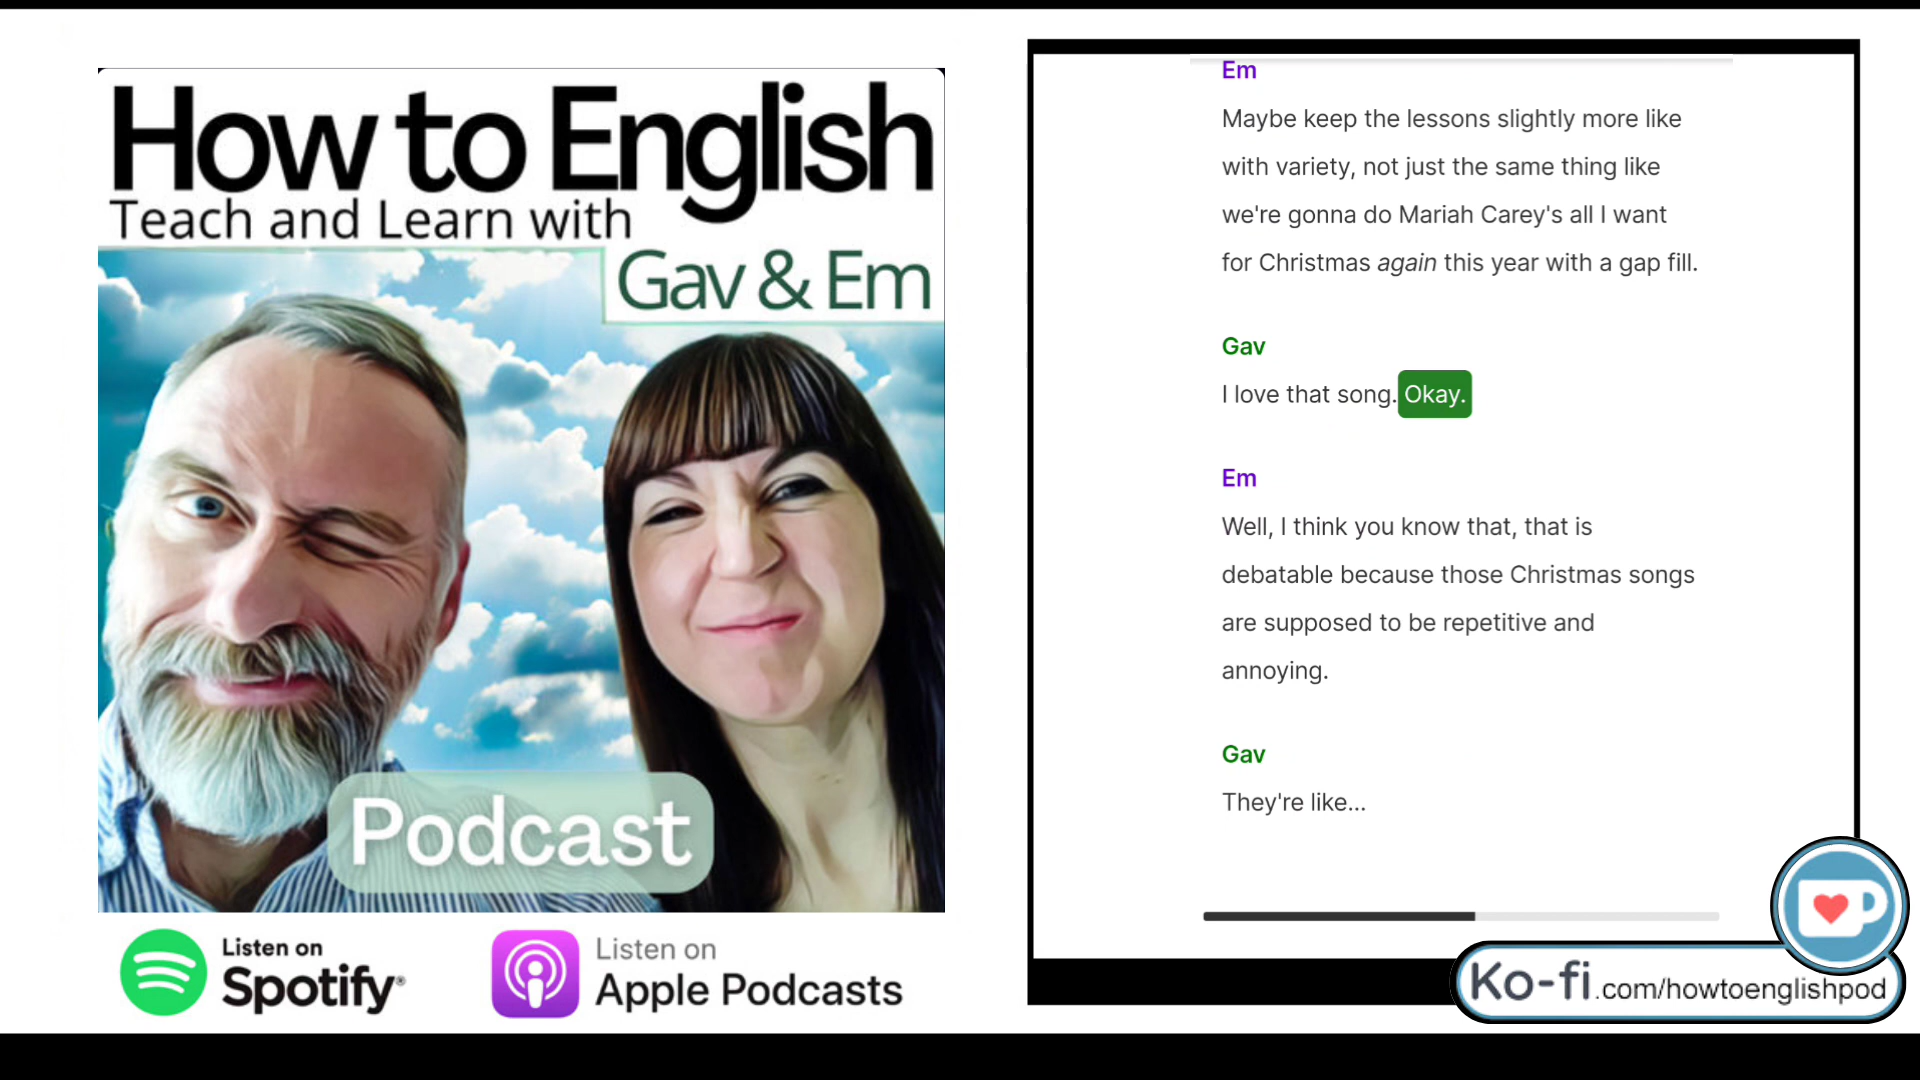 How to English
Teach and Learn with
Gav & Em
Podcast
Listen on
Spotify®
Listen on
Apple Podcasts
Em
Maybe keep the lessons slightly more like
with variety, not just the same thing like
we're gonna do Mariah Carey's all I want
for Christmas again this year with a gap fill.
Gav
I love that song. Okay.
Em
Well, I think you know that, that is
debatable because those Christmas songs
are supposed to be repetitive and
annoying.
Gav
They're like...
Ko-fi.com/howtoenglishpod